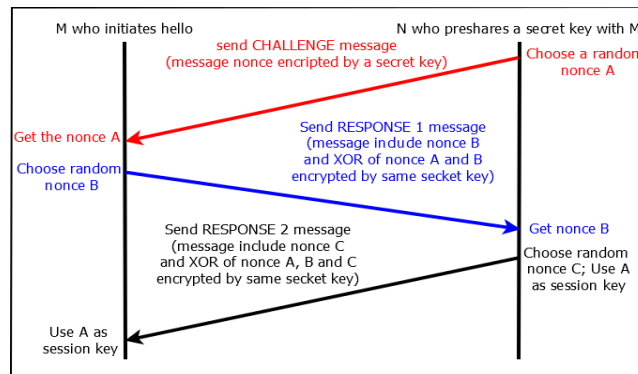 M who initiates hello
N who preshares a secret key with M
send CHALLENGE message
(message nonce encripted by a secret key)
Choose a random
nonce A
Get the nonce A
Send RESPONSE 1 message
(message include nonce B
and XOR of nonce A and B
encrypted by same secket key)
Choose random
nonce B
Get nonce B
Send RESPONSE 2 message
(message include nonce C
and XOR of nonce A, B and C
encrypted by same secket key)
Choose random
nonce C; Use A
as session key
Use A as
session key